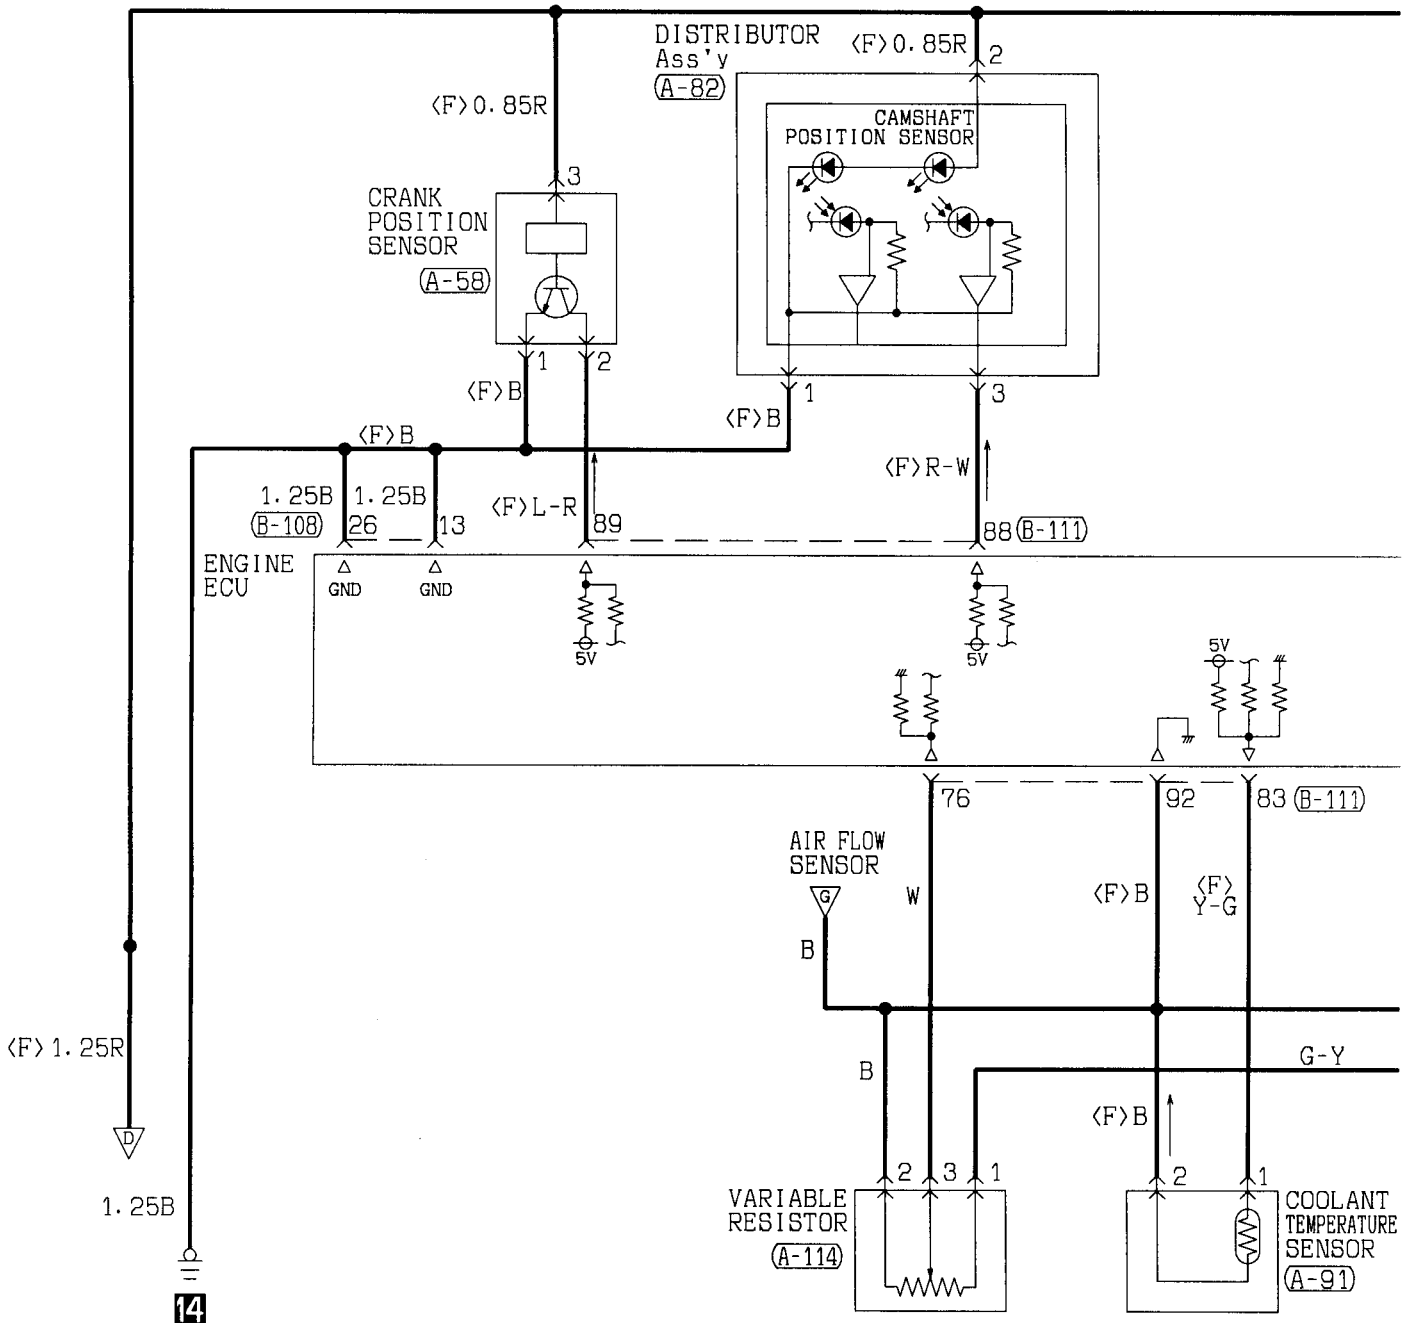 DISTRIBUTOR
Ass'y
(A-82)
<F>0.85R
2
<F>0.85R
CAMSHAFT
POSITION SENSOR
3
CRANK
POSITION
SENSOR
(A-58)
1
2
<F>B
1
3
<F>B
<F>B
<F>R-W
1.25B
1.25B
<F>L-R
(B-108)
26
13
89
88
(B-111)
ENGINE
ECU
GND
GND
5V
5V
5V
76
92
83
(B-111)
AIR FLOW
SENSOR
G
W
<F>B
<F>
Y-G
B
<F>1.25R
B
G-Y
<F>B
D
2
3
1
2
1
1.25B
VARIABLE
RESISTOR
(A-114)
COOLANT
TEMPERATURE
SENSOR
(A-91)
14